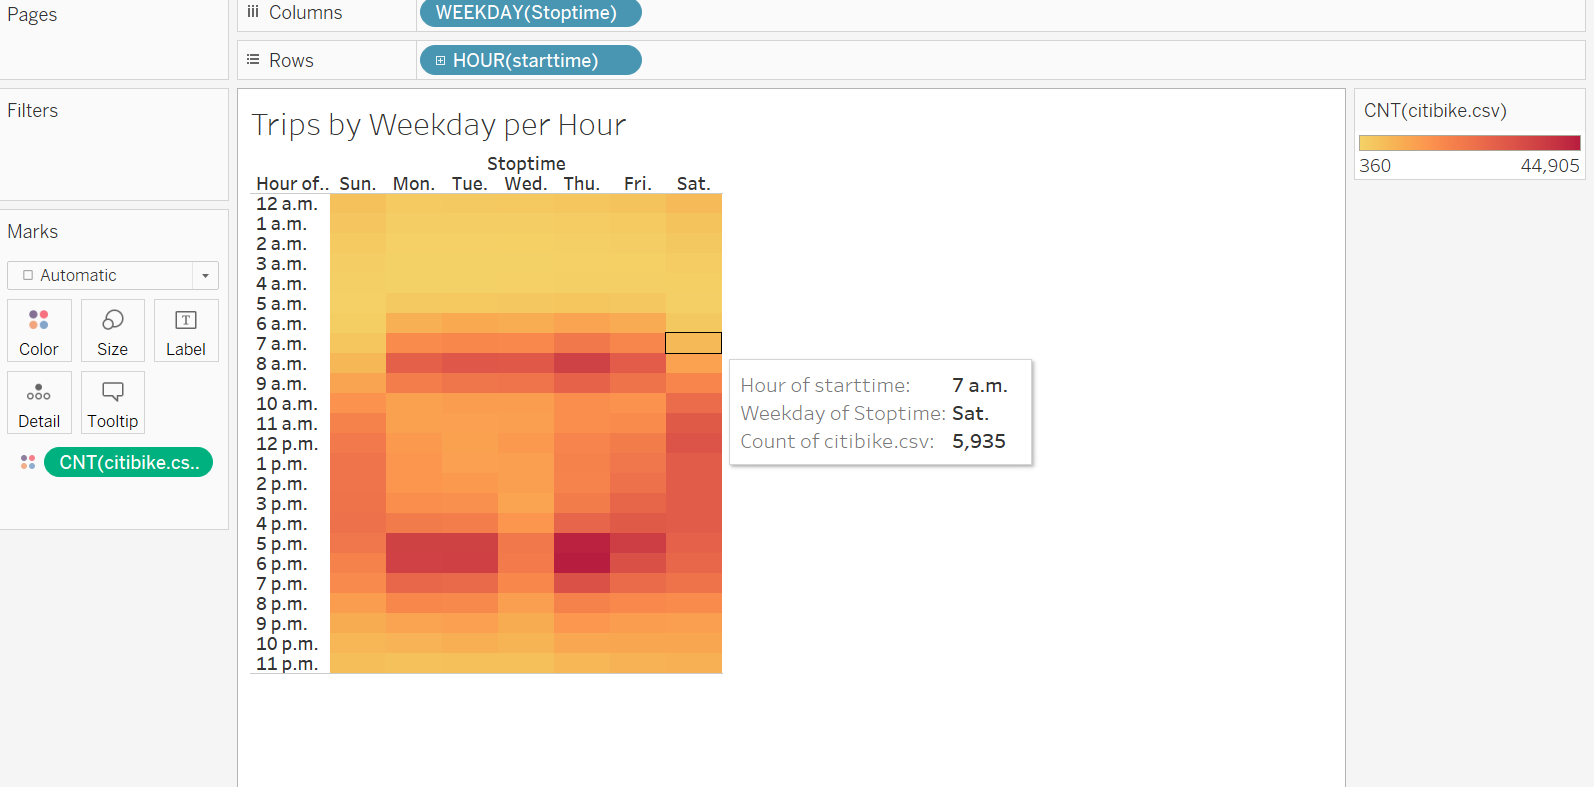 Pages
Columns
WEEKDAY(Stoptime)
Rows
HOUR(starttime)
Filters
Marks
Automatic
Color
Size
T
Label
Detail
Tooltip
CNT(citibike.cs..
Trips by Weekday per Hour
Stoptime
Hour of.. Sun. Mon. Tue. Wed. Thu. Fri. Sat.
12 a.m.
1 a.m.
2 a.m.
3 a.m.
4 a.m.
5 a.m.
6 a.m.
7 a.m.
8 a.m.
9 a.m.
10 a.m.
11 a.m.
12 p.m.
1 p.m.
2 p.m.
3 p.m.
4 p.m.
5 p.m.
6 p.m.
7 p.m.
8 p.m.
9 p.m.
10 p.m.
11 p.m.
Hour of starttime: 7 a.m.
Weekday of Stoptime: Sat.
Count of citibike.csv: 5,935
CNT(citibike.csv)
360 44,905